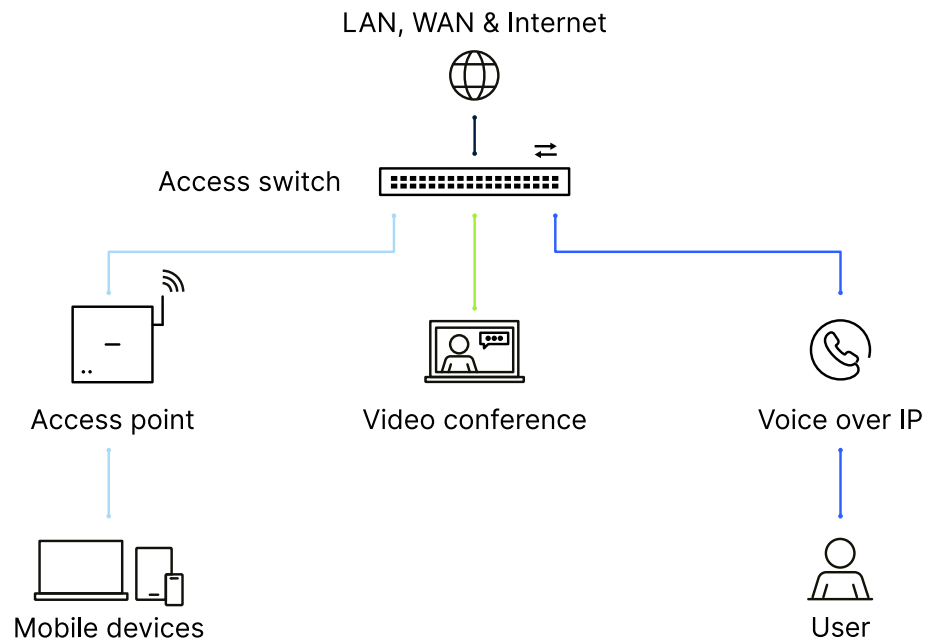 LAN, WAN & Internet
Access switch
Access point
Video conference
Voice over IP
Mobile devices
User